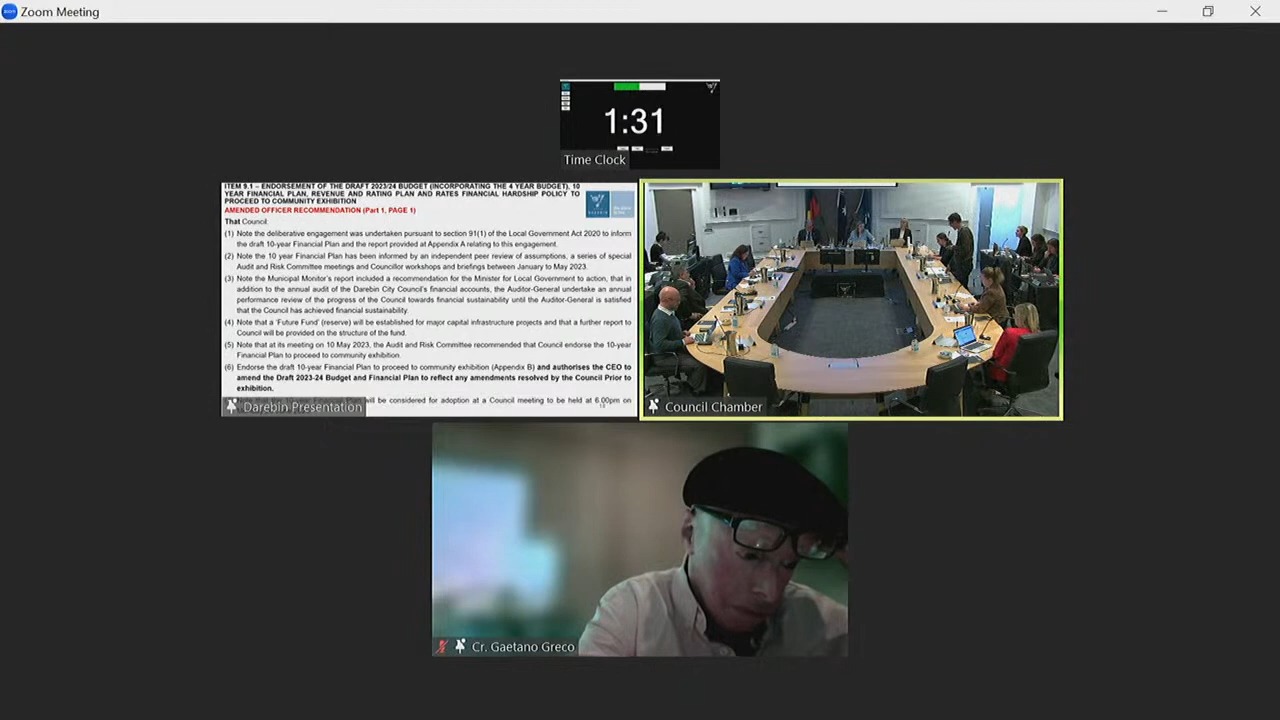 Zoom Meeting
1:31
Time Clock
ITEM 9.1 – ENDORSEMENT OF THE DRAFT 2023/24 BUDGET (INCORPORATING THE 4 YEAR BUDGET), 10
YEAR FINANCIAL PLAN, REVENUE AND RATING PLAN AND RATES FINANCIAL HARDSHIP POLICY TO
PROCEED TO COMMUNITY EXHIBITION
AMENDED OFFICER RECOMMENDATION (Part 1, PAGE 1)
That Council:
(1) Note the deliberative engagement was undertaken pursuant to section 91(1) of the Local Government Act 2020 to inform
the draft 10-year Financial Plan and the report provided at Appendix A relating to this engagement.
(2) Note the 10 year Financial Plan has been informed by an independent peer review of assumptions, a series of special
Audit and Risk Committee meetings and Councillor workshops and briefings between January to May 2023.
(3) Note the Municipal Monitor's report included a recommendation for the Minister for Local Government to action, that in
addition to the annual audit of the Darebin City Council's financial accounts, the Auditor-General undertake an annual
performance review of the progress of the Council towards financial sustainability until the Auditor-General is satisfied
that the Council has achieved financial sustainability.
(4) Note that a 'Future Fund' (reserve) will be established for major capital infrastructure projects and that a further report to
Council will be provided on the structure of the fund.
(5) Note that at its meeting on 10 May 2023, the Audit and Risk Committee recommended that Council endorse the 10-year
Financial Plan to proceed to community exhibition.
(6) Endorse the draft 10-year Financial Plan to proceed to community exhibition (Appendix B) and authorises the CEO to
amend the Draft 2023-24 Budget and Financial Plan to reflect any amendments resolved by the Council Prior to
exhibition.
will be considered for adoption at a Council meeting to be held at 6.00pm on
Darebin Presentation
Council Chamber
Cr. Gaetano Greco